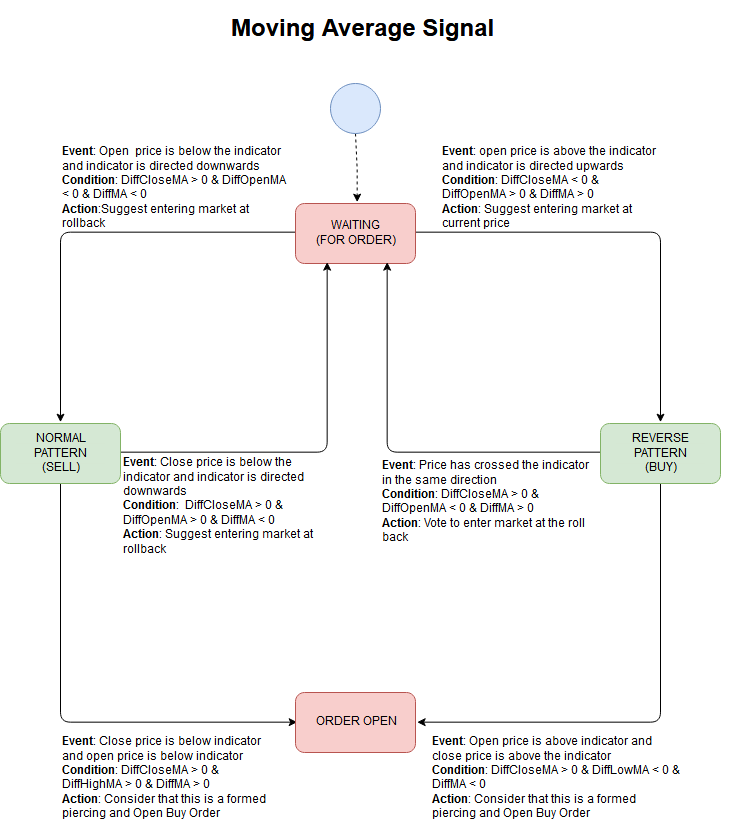 Moving Average Signal
Event: Open  price is below the indicator
and indicator is directed downwards
Condition: DiffCloseMA > 0 & DiffOpenMA
< 0 & DiffMA < 0
Action:Suggest entering market at
rollback
Event: open price is above the indicator
and indicator is directed upwards
Condition: DiffCloseMA < 0 &
DiffOpenMA > 0 & DiffMA > 0
Action: Suggest entering market at
current price
WAITING
(FOR ORDER)
NORMAL
PATTERN
(SELL)
REVERSE
PATTERN
(BUY)
Event: Close price is below the
indicator and indicator is directed
downwards
Condition:  DiffCloseMA > 0 &
DiffOpenMA > 0 & DiffMA < 0
Action: Suggest entering market at
rollback
Event: Price has crossed the indicator
in the same direction
Condition: DiffCloseMA > 0 &
DiffOpenMA < 0 & DiffMA > 0
Action: Vote to enter market at the roll
back
ORDER OPEN
Event: Close price is below indicator
and open price is below indicator
Condition: DiffCloseMA > 0 &
DiffHighMA > 0 & DiffMA > 0
Action: Consider that this is a formed
piercing and Open Buy Order
Event: Open price is above indicator and
close price is above the indicator
Condition: DiffCloseMA > 0 & DiffLowMA < 0 &
DiffMA < 0
Action: Consider that this is a formed
piercing and Open Buy Order